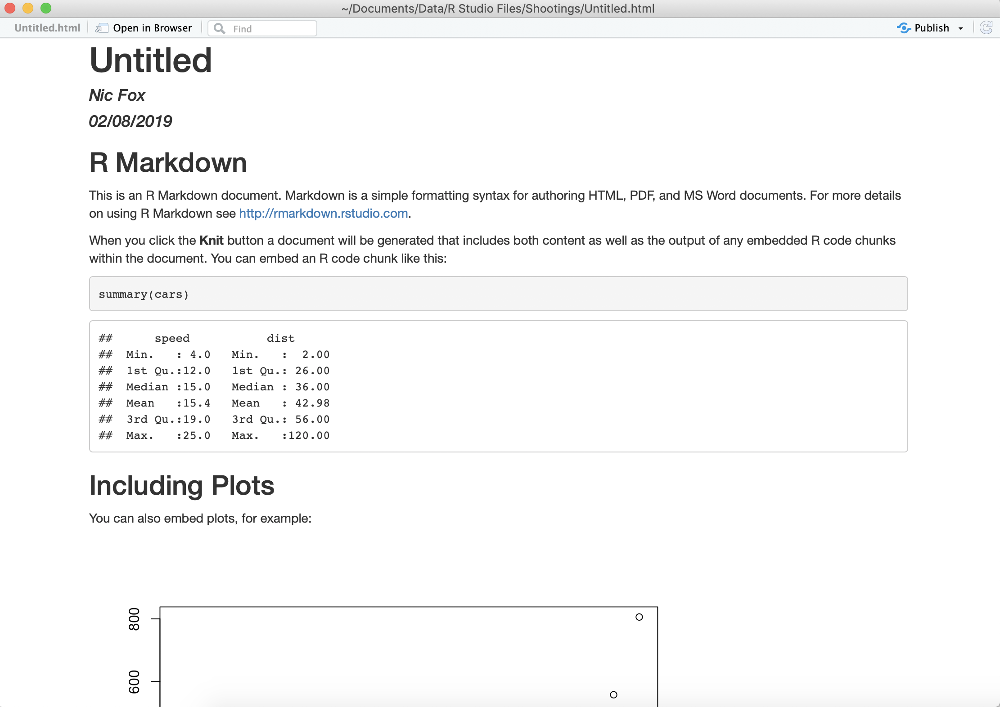 ~/Documents/Data/R Studio Files/Shootings/Untitled.html
Untitled.html Open in Browser Find Publish
Untitled
Nic Fox
02/08/2019
R Markdown
This is an R Markdown document. Markdown is a simple formatting syntax for authoring HTML, PDF, and MS Word documents. For more details
on using R Markdown see http://rmarkdown.rstudio.com.
When you click the Knit button a document will be generated that includes both content as well as the output of any embedded R code chunks
within the document. You can embed an R code chunk like this:
summary(cars)
##      speed           dist
##  Min.   : 4.0   Min.   :  2.00
##  1st Qu.:12.0   1st Qu.: 26.00
##  Median :15.0   Median : 36.00
##  Mean   :15.4   Mean   : 42.98
##  3rd Qu.:19.0   3rd Qu.: 56.00
##  Max.   :25.0   Max.   :120.00
Including Plots
You can also embed plots, for example:
800
600